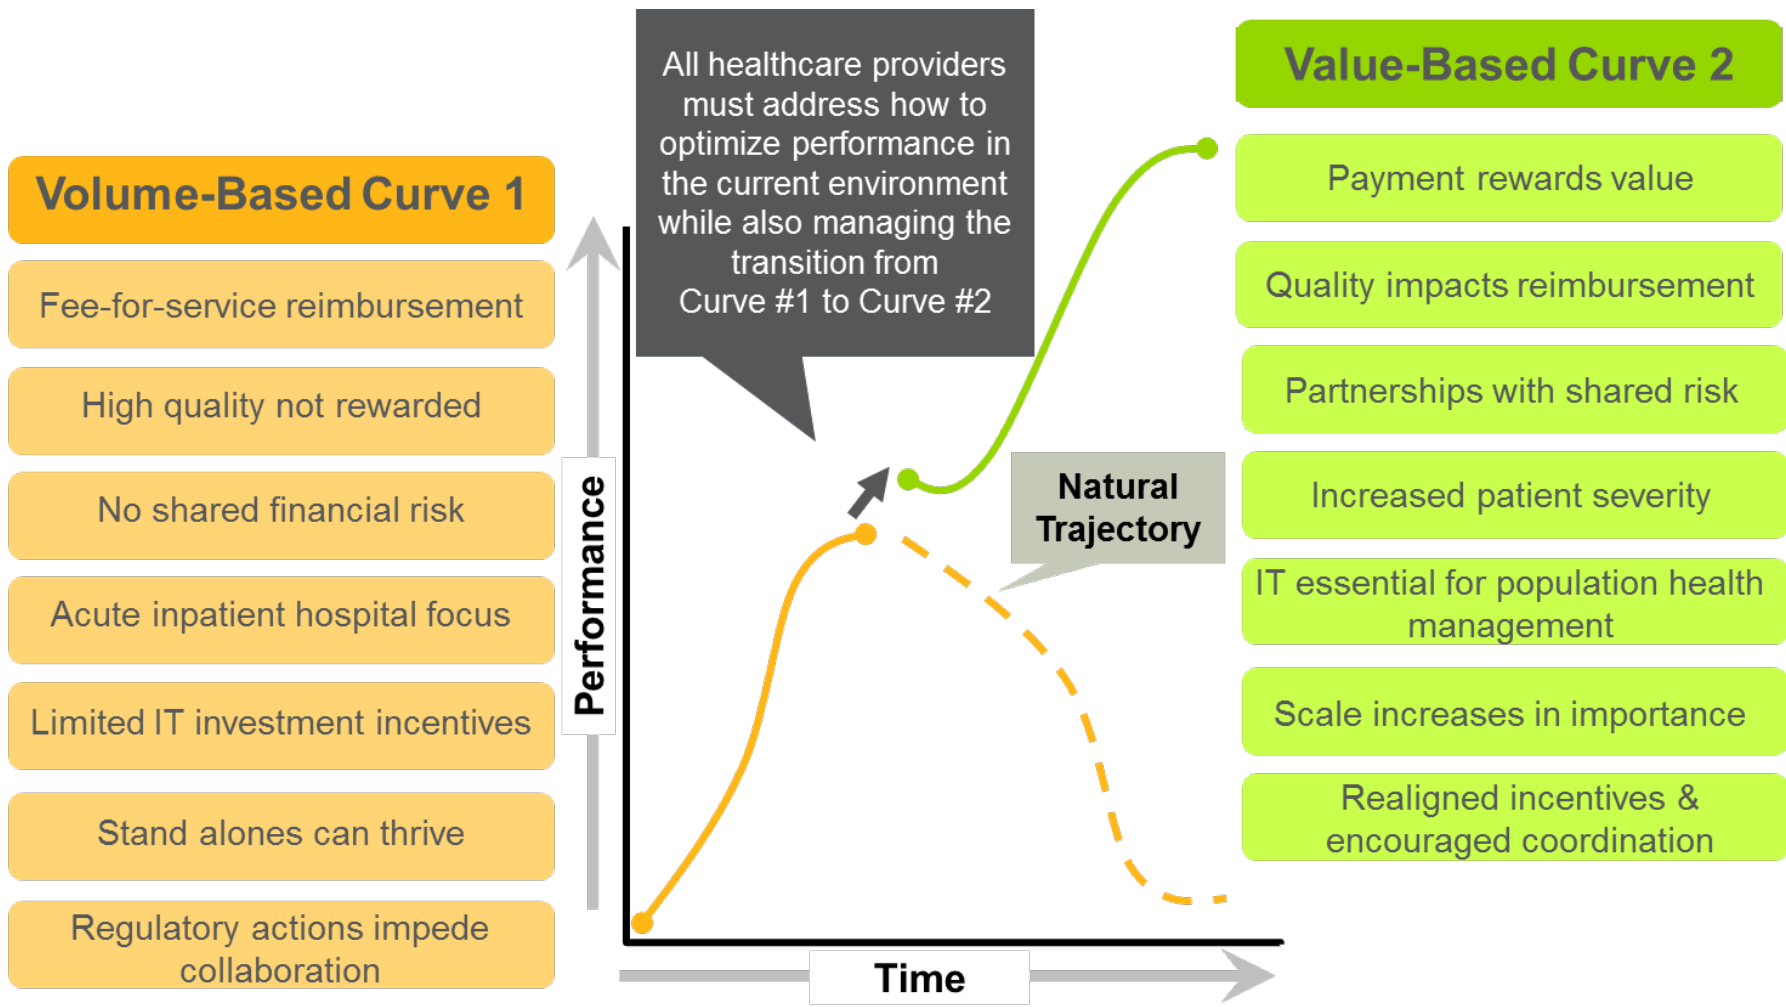 Volume-Based Curve 1
Fee-for-service reimbursement
High quality not rewarded
No shared financial risk
Acute inpatient hospital focus
Limited IT investment incentives
Stand alones can thrive
Regulatory actions impede
collaboration
Performance
All healthcare providers
must address how to
optimize performance in
the current environment
while also managing the
transition from
Curve #1 to Curve #2
Natural
Trajectory
Time
Value-Based Curve 2
Payment rewards value
Quality impacts reimbursement
Partnerships with shared risk
Increased patient severity
IT essential for population health
management
Scale increases in importance
Realigned incentives &
encouraged coordination